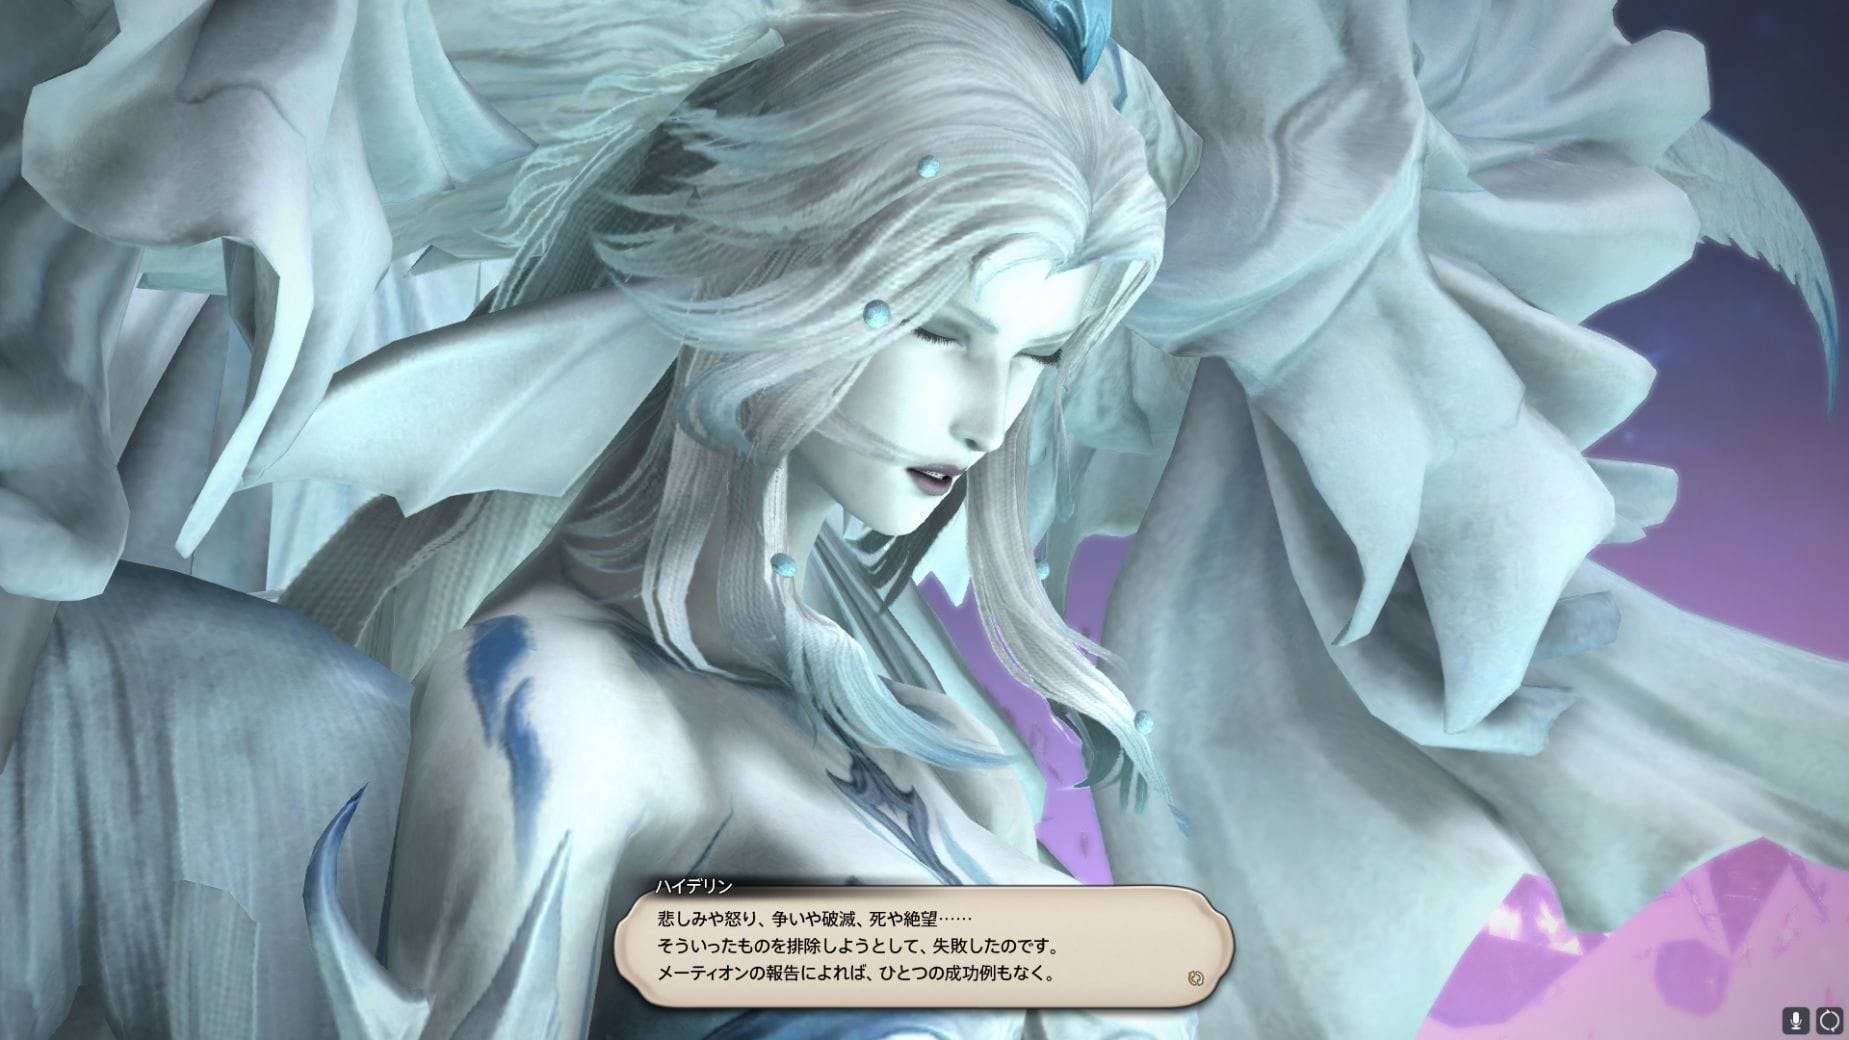 ハイデリン
悲しみや怒り、争いや破滅、死や絶望……
そういったものを排除しようとして、失敗したのです。
メーティオンの報告によれば、ひとつの成功例もなく。